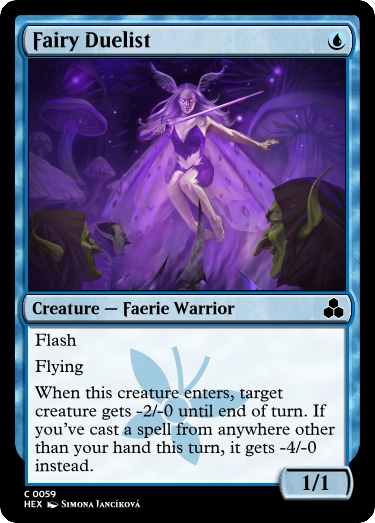 Fairy Duelist
Creature — Faerie Warrior
Flash
Flying
When this creature enters, target
creature gets -2/-0 until end of turn. If
you've cast a spell from anywhere other
than your hand this turn, it gets -4/-0
instead.
1/1
C 0059
HEX Simona Jancíková